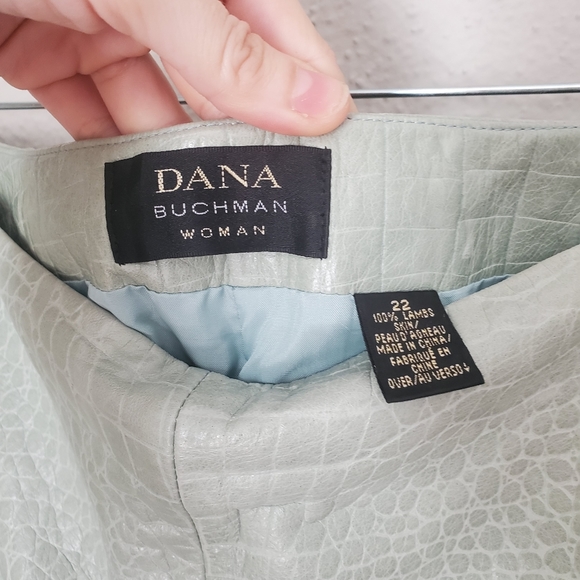 DANA
BUCHMAN
WOMAN
22
100% LAMBS
SKIN/
PEAU D'AGNEAU
MADE IN CHINA/
FABRIQUÉ EN
CHINE
OVER/AU VERSO↓